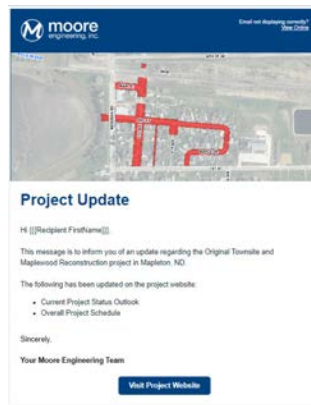 moore
engineering, inc.
Email not displaying correctly?
View Online
Project Update
Hi [[[Recipient FirstName]]],
This message is to inform you of an update regarding the Original Townsite and
Maplewood Reconstruction project in Mapleton, ND.
The following has been updated on the project website:
• Current Project Status Outlook
• Overall Project Schedule
Sincerely,
Your Moore Engineering Team
Visit Project Website